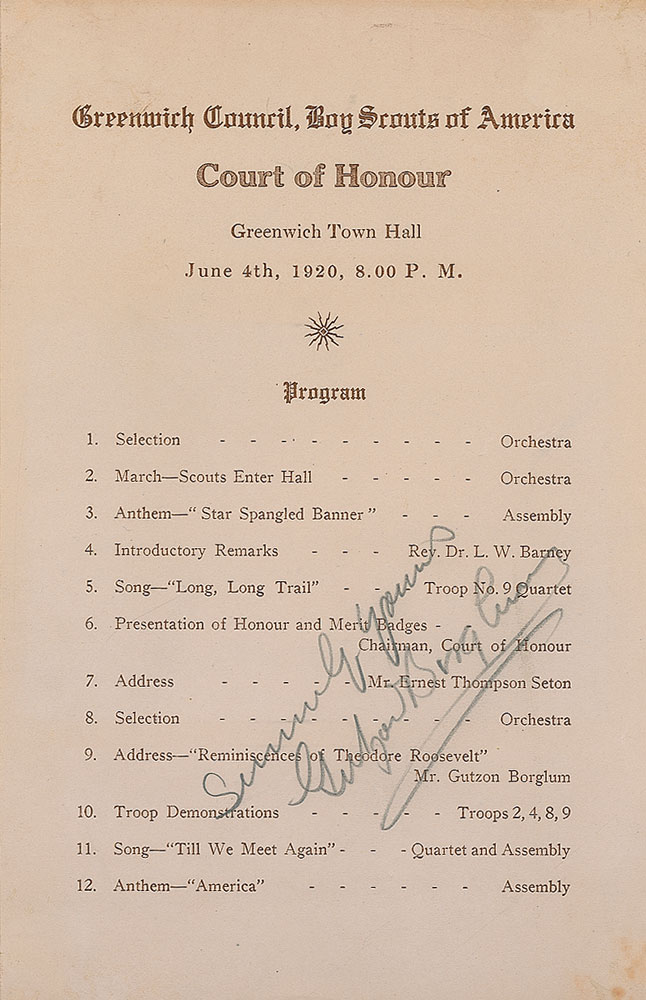 Greenwich Council, Boy Scouts of America
Court of Honour
Greenwich Town Hall
June 4th, 1920, 8.00 P. M.
Program
1. Selection - - - - - - - - - Orchestra
2. March—Scouts Enter Hall - - - - - Orchestra
3. Anthem—"Star Spangled Banner" - - - Assembly
4. Introductory Remarks - - - Rev. Dr. L. W. Barney
5. Song—"Long, Long Trail" - - - Troop No. 9 Quartet
6. Presentation of Honour and Merit Badges - -
Chairman, Court of Honour
7. Address - - - - - Mr. Ernest Thompson Seton
8. Selection - - - - - - - - - Orchestra
9. Address—"Reminiscences of Theodore Roosevelt"
Mr. Gutzon Borglum
10. Troop Demonstrations - - - - - Troops 2, 4, 8, 9
11. Song—"Till We Meet Again" - - - Quartet and Assembly
12. Anthem—"America" - - - - - - Assembly
Sincerely Yours
Gutzon Borglum